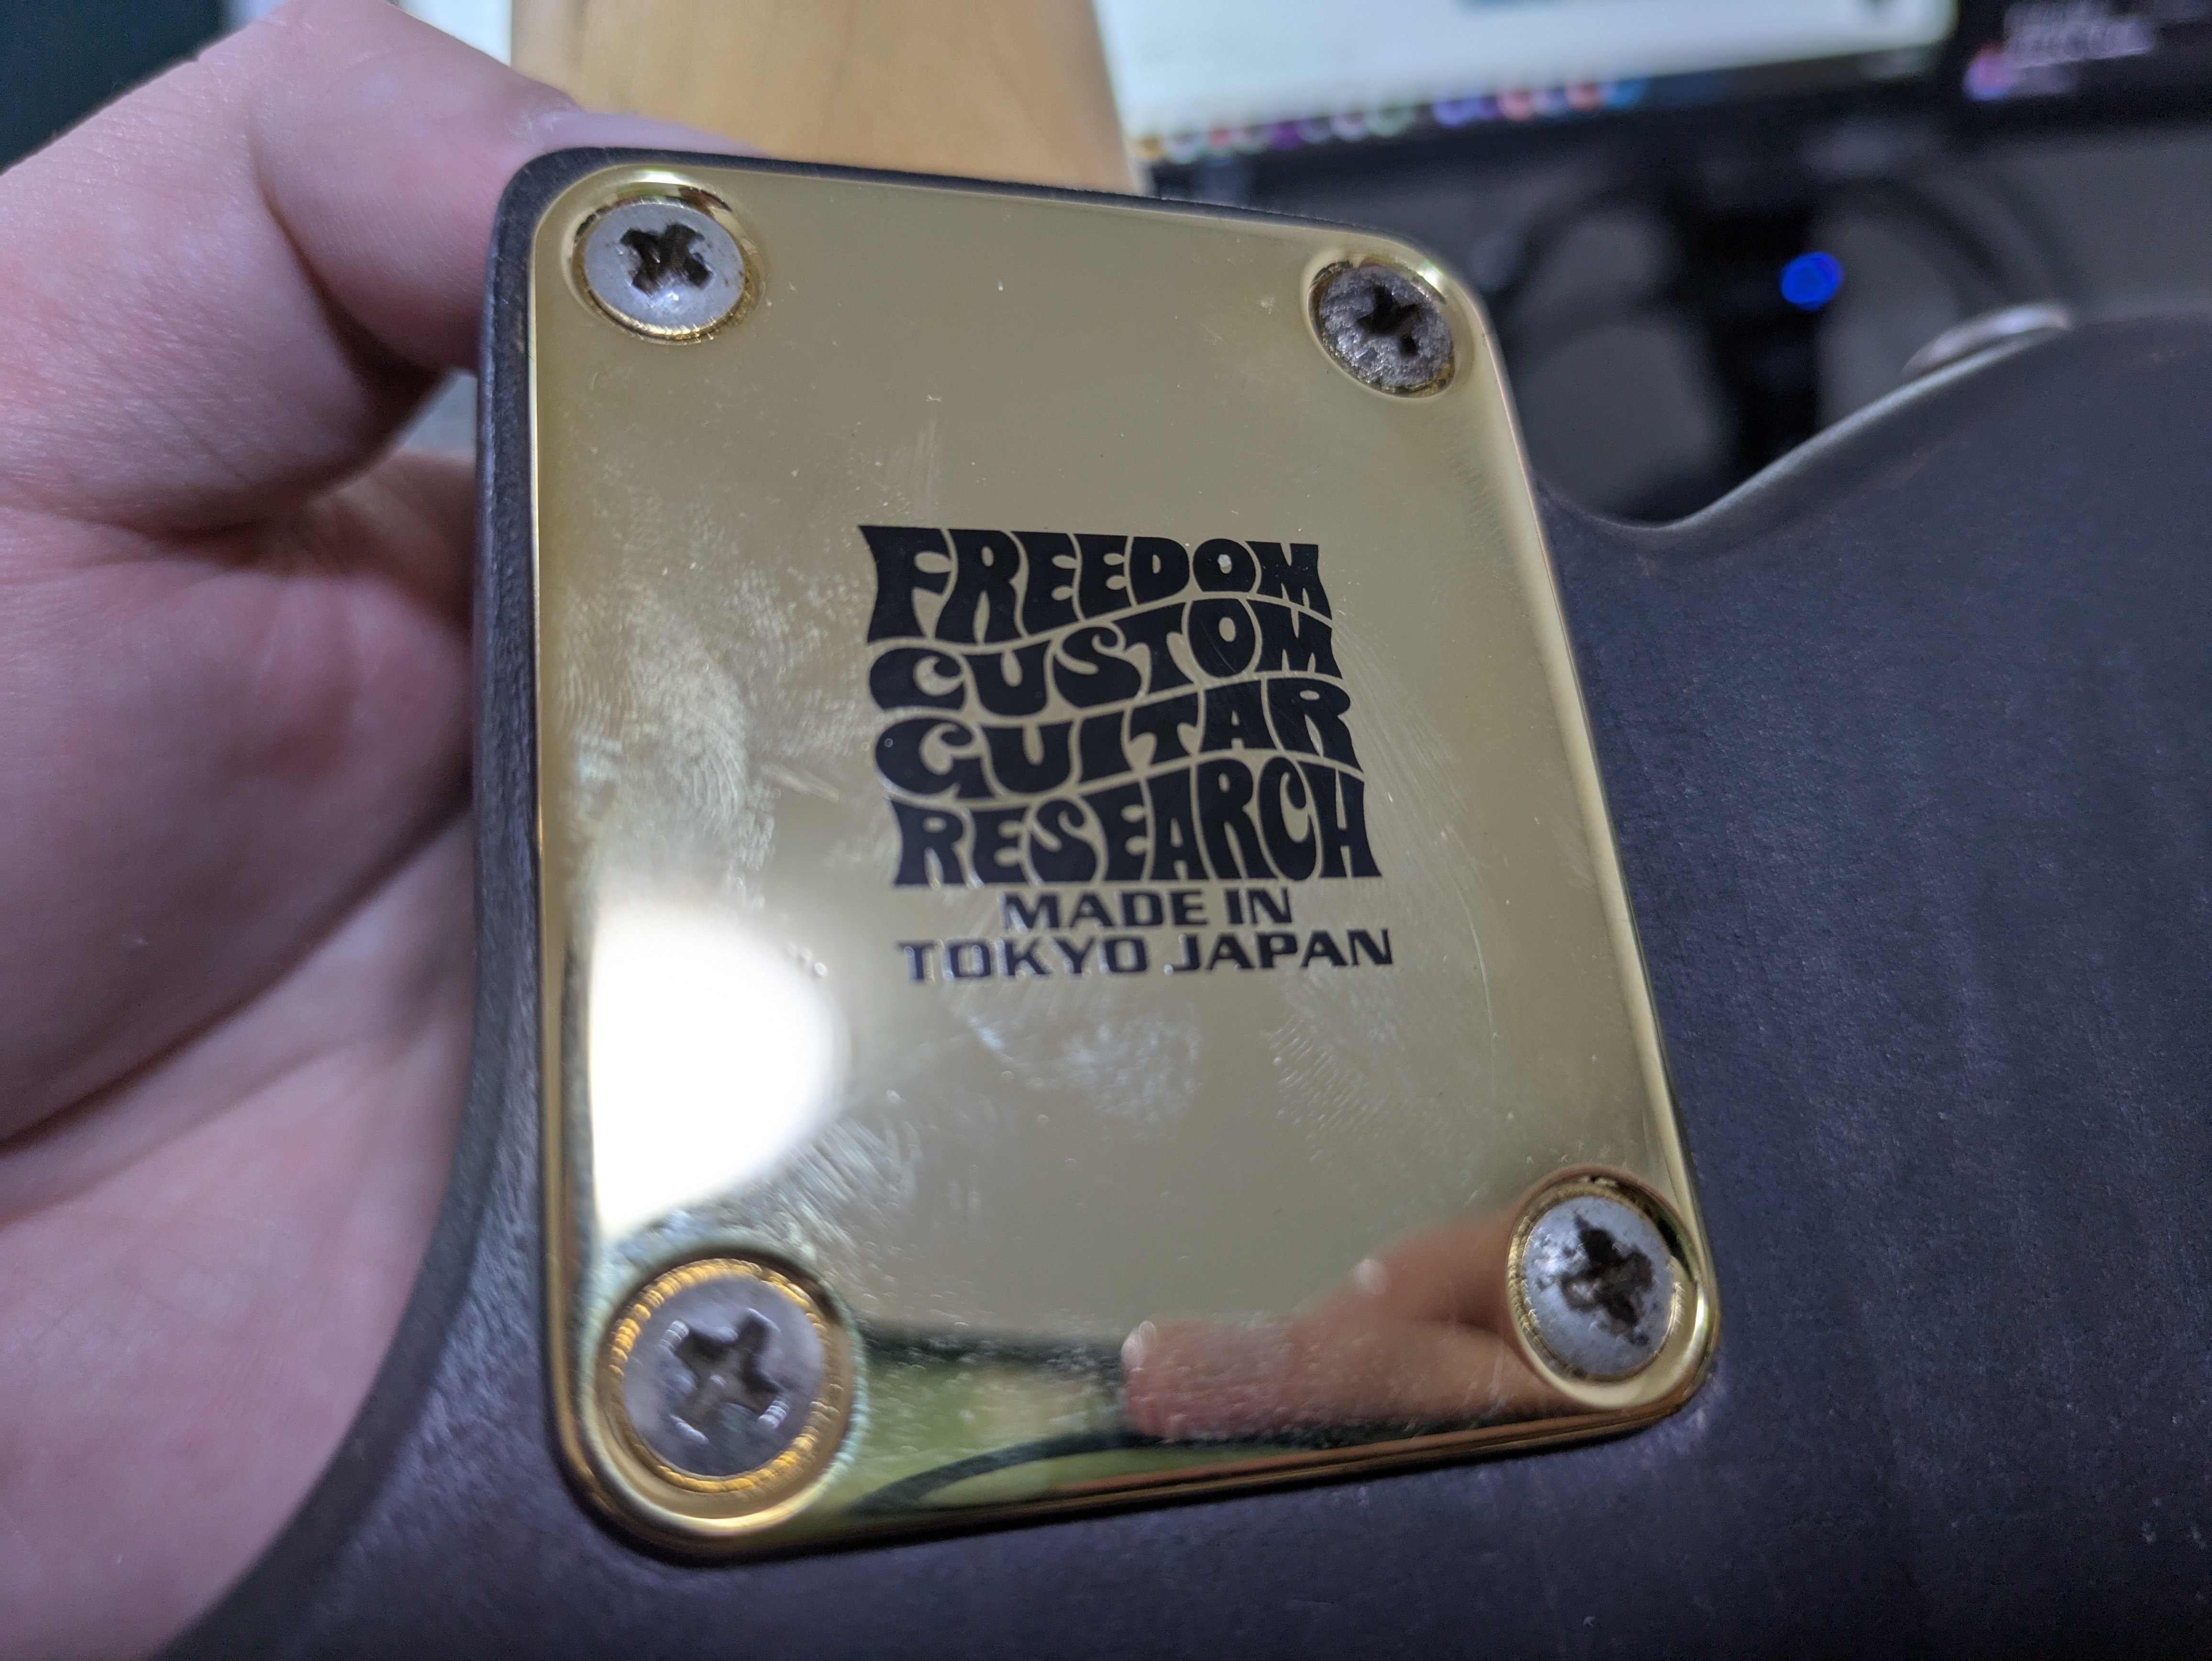 FREEDOM
CUSTOM
GUITAR
RESEARCH
MADE IN
TOKYO JAPAN